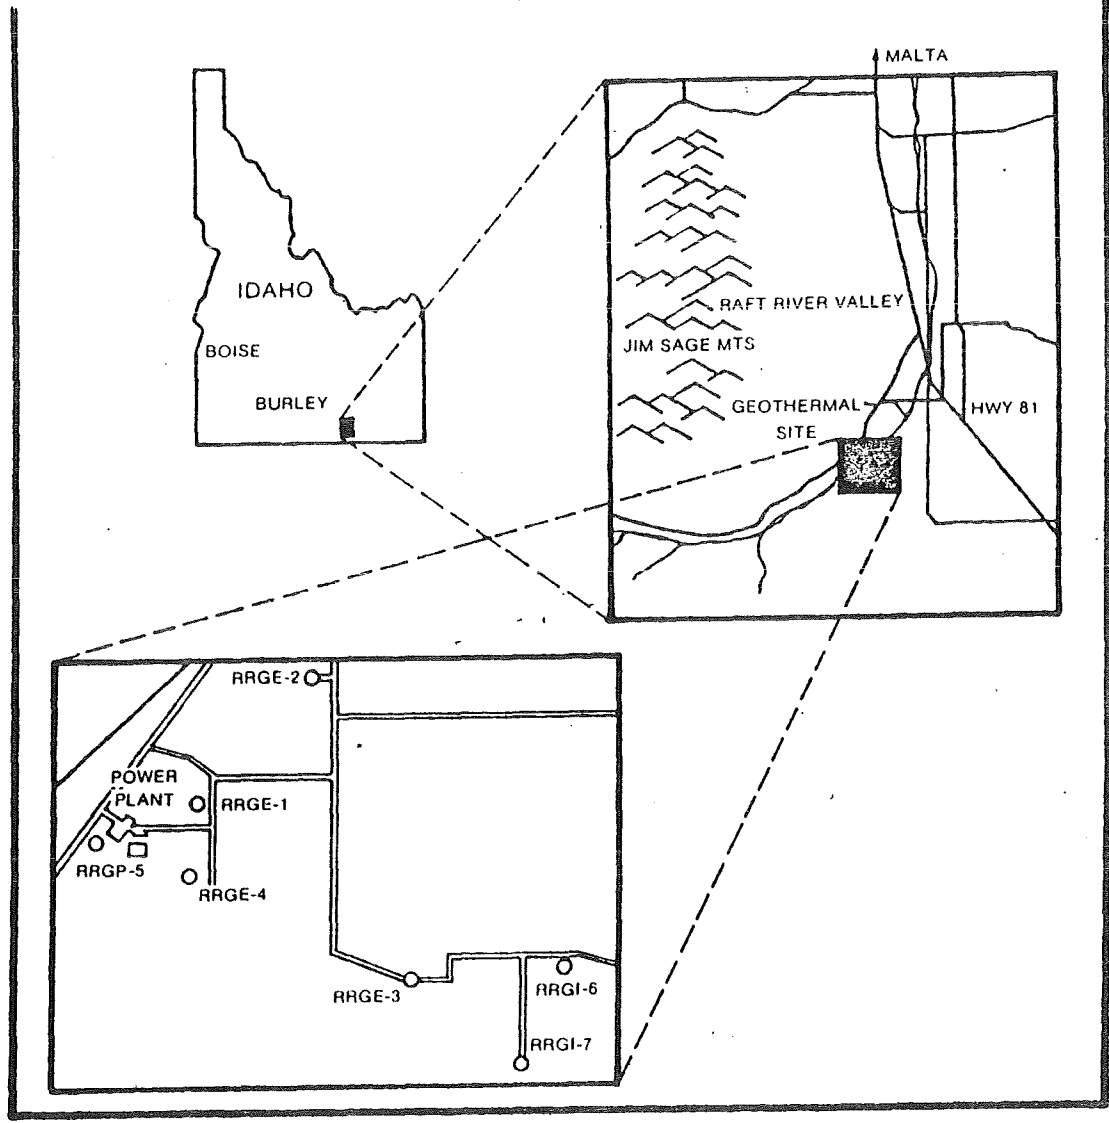 MALTA
IDAHO
BOISE
BURLEY
RAFT RIVER VALLEY
JIM SAGE MTS
GEOTHERMAL
SITE
HWY 81
RRGE-2
POWER
PLANT
RRGE-1
RRGP-5
RRGE-4
RRGE-3
RRGI-6
RRGI-7